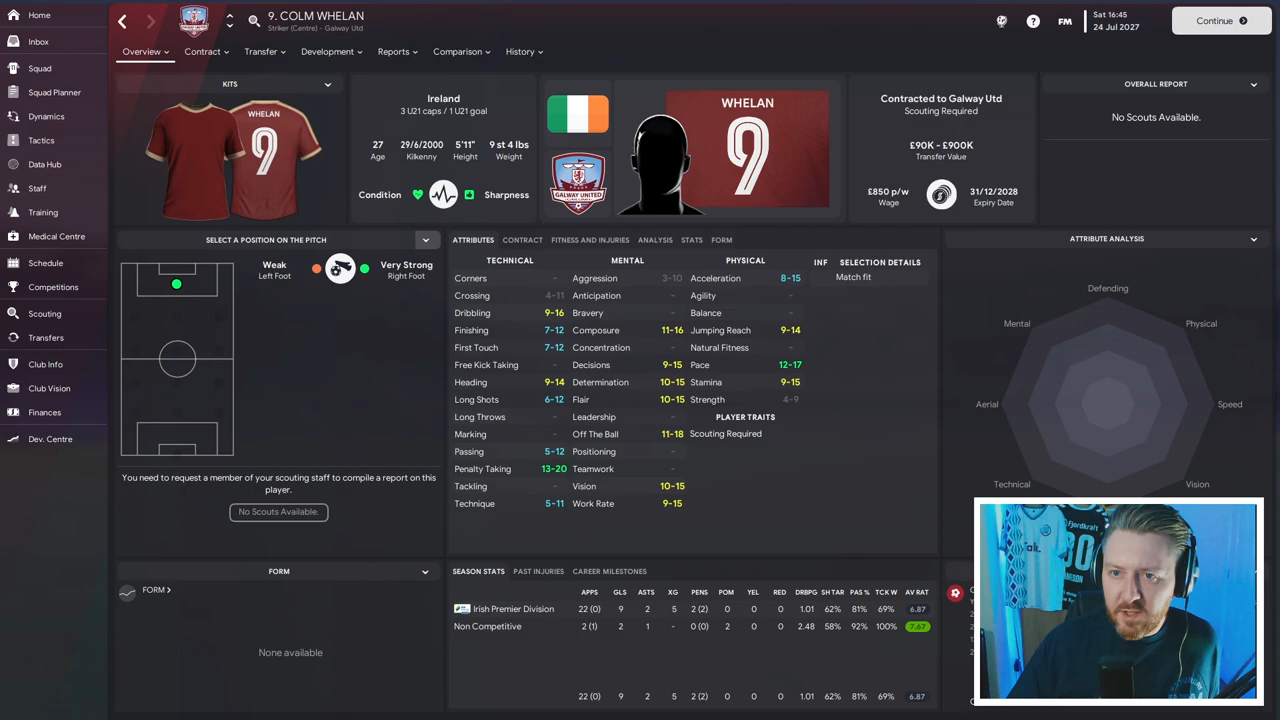 Home
Inbox
Squad
Squad Planner
Dynamics
Tactics
Data Hub
Staff
Training
Medical Centre
Schedule
Competitions
Scouting
Transfers
Club Info
Club Vision
Finances
Dev. Centre
9. COLM WHELAN
Striker (Centre) - Galway Utd
FM
Sat 16:45
24 Jul 2027
Continue
Overview Contract Transfer Development Reports Comparison History
KITS
WHELAN
9
Ireland
3 U21 caps / 1 U21 goal
27 29/6/2000 5'11" 9 st 4 lbs
Age Kilkenny Height Weight
Condition Sharpness
GALWAY UNITED
WHELAN
9
Contracted to Galway Utd
Scouting Required
£90K - £900K
Transfer Value
£850 p/w 31/12/2028
Wage Expiry Date
OVERALL REPORT
No Scouts Available.
SELECT A POSITION ON THE PITCH
Weak Very Strong
Left Foot Right Foot
You need to request a member of your scouting staff to compile a report on this
player.
No Scouts Available.
ATTRIBUTES CONTRACT FITNESS AND INJURIES ANALYSIS STATS FORM
TECHNICAL MENTAL PHYSICAL
INF SELECTION DETAILS
Match fit
Corners - Aggression 3-10 Acceleration 8-15
Crossing 4-11 Anticipation - Agility -
Dribbling 9-16 Bravery - Balance -
Finishing 7-12 Composure 11-16 Jumping Reach 9-14
First Touch 7-12 Concentration - Natural Fitness -
Free Kick Taking - Decisions 9-15 Pace 12-17
Heading 9-14 Determination 10-15 Stamina 9-15
Long Shots 6-12 Flair 10-15 Strength 4-9
Long Throws - Leadership - PLAYER TRAITS
Marking - Off The Ball 11-18 Scouting Required
Passing 5-12 Positioning -
Penalty Taking 13-20 Teamwork -
Tackling - Vision 10-15
Technique 5-11 Work Rate 9-15
ATTRIBUTE ANALYSIS
Defending
Mental Physical
Aerial Speed
Technical Vision
FORM
FORM
None available
SEASON STATS PAST INJURIES CAREER MILESTONES
APPS GLS ASTS XG PENS POM YEL RED DRBPG SH TAR PAS % TCK W AV RAT
Irish Premier Division 22 (0) 9 2 5 2 (2) 0 0 0 1.01 62% 81% 69% 6.87
Non Competitive 2 (1) 2 1 - 0 (0) 2 0 0 2.48 58% 92% 100% 7.67
22 (0) 9 2 5 2 (2) 0 0 0 1.01 62% 81% 69% 6.87